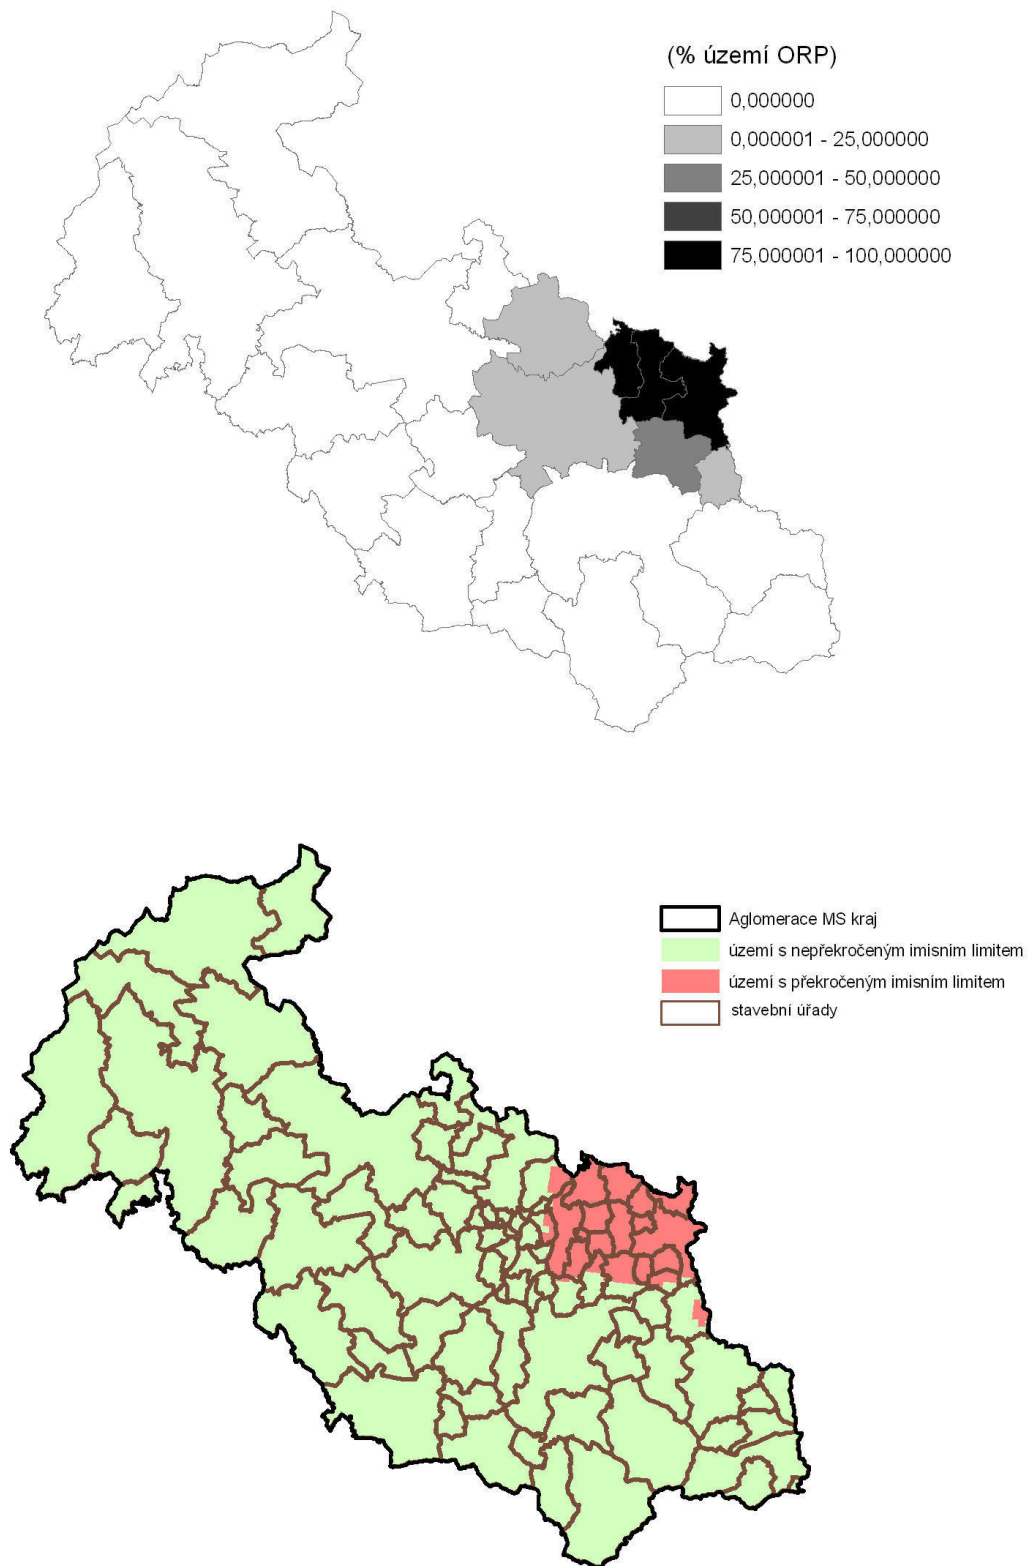 (% území ORP)
0,000000
0,000001 - 25,000000
25,000001 - 50,000000
50,000001 - 75,000000
75,000001 - 100,000000
Aglomerace MS kraj
území s nepřekročeným imisním limitem
území s překročeným imisním limitem
stavební úřady